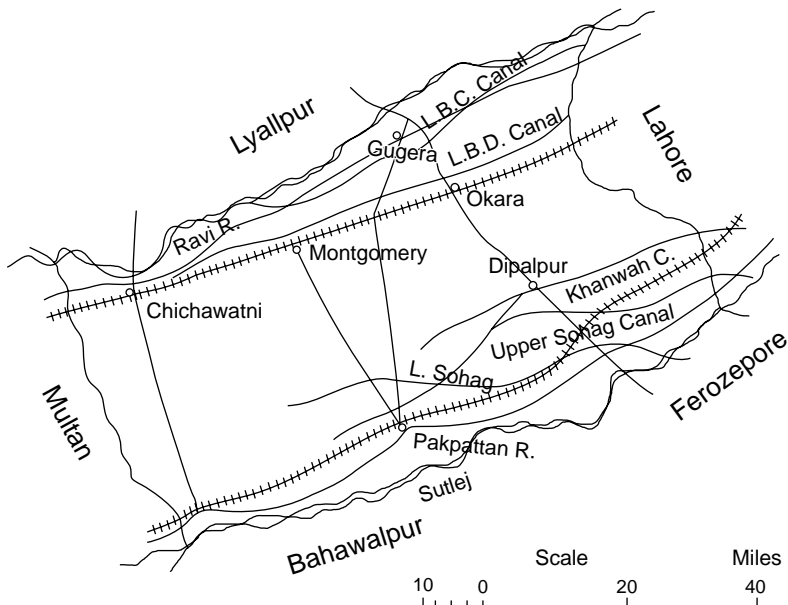 Lyallpur
L.B.C. Canal
Gugera
L.B.D. Canal
Lahore
Okara
Ravi R.
Montgomery
Dipalpur
Khanwah C.
Chichawatni
Upper Sohag Canal
L. Sohag
Multan
Ferozepore
Pakpattan R.
Sutlej
Bahawalpur
Scale Miles
10 0 20 40